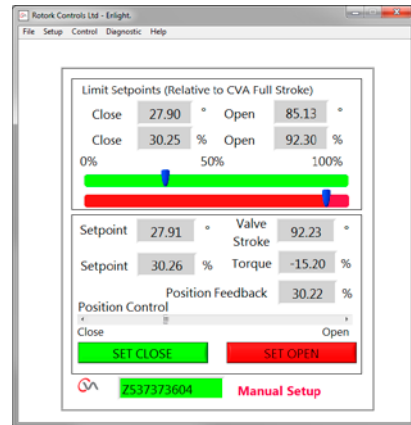 Rotork Controls Ltd - Enlight.
File Setup Control Diagnostic Help
Limit Setpoints (Relative to CVA Full Stroke)
Close 27.90 ° Open 85.13 °
Close 30.25 % Open 92.30 %
0% 50% 100%
Setpoint 27.91 ° Valve Stroke 92.23 °
Setpoint 30.26 % Torque -15.20 %
Position Feedback 30.22 %
Position Control
Close Open
SET CLOSE SET OPEN
CVA Z537373604 Manual Setup